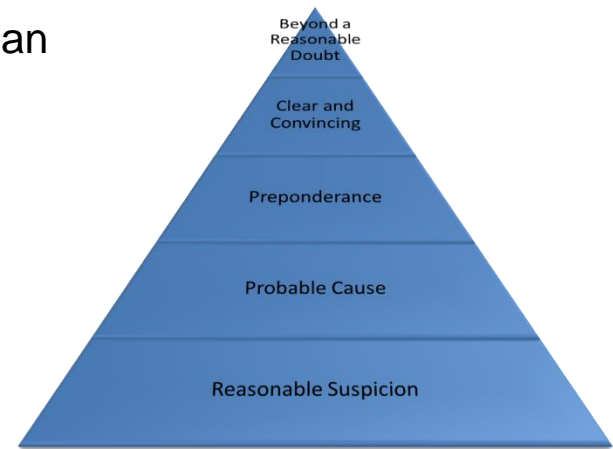 an
Beyond a
Reasonable
Doubt
Clear and
Convincing
Preponderance
Probable Cause
Reasonable Suspicion